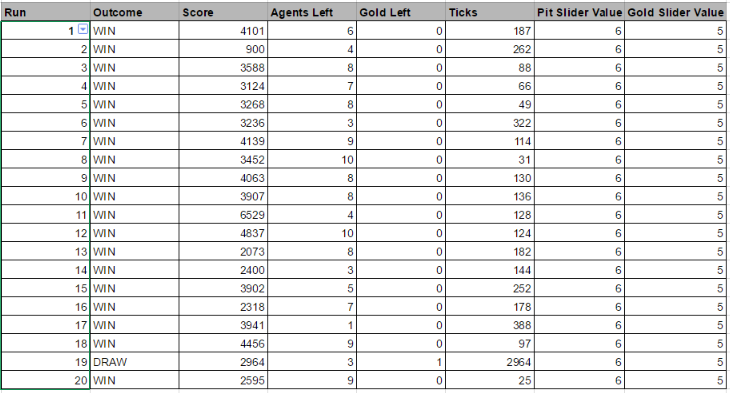 Run Outcome Score Agents Left Gold Left Ticks Pit Slider Value Gold Slider Value
1 WIN 4101 6 0 187 6 5
2 WIN 900 4 0 262 6 5
3 WIN 3588 8 0 88 6 5
4 WIN 3124 7 0 66 6 5
5 WIN 3268 8 0 49 6 5
6 WIN 3236 3 0 322 6 5
7 WIN 4139 9 0 114 6 5
8 WIN 3452 10 0 31 6 5
9 WIN 4063 8 0 130 6 5
10 WIN 3907 8 0 136 6 5
11 WIN 6529 4 0 128 6 5
12 WIN 4837 10 0 124 6 5
13 WIN 2073 8 0 182 6 5
14 WIN 2400 3 0 144 6 5
15 WIN 3902 5 0 252 6 5
16 WIN 2318 7 0 178 6 5
17 WIN 3941 1 0 388 6 5
18 WIN 4456 9 0 97 6 5
19 DRAW 2964 3 1 2964 6 5
20 WIN 2595 9 0 25 6 5